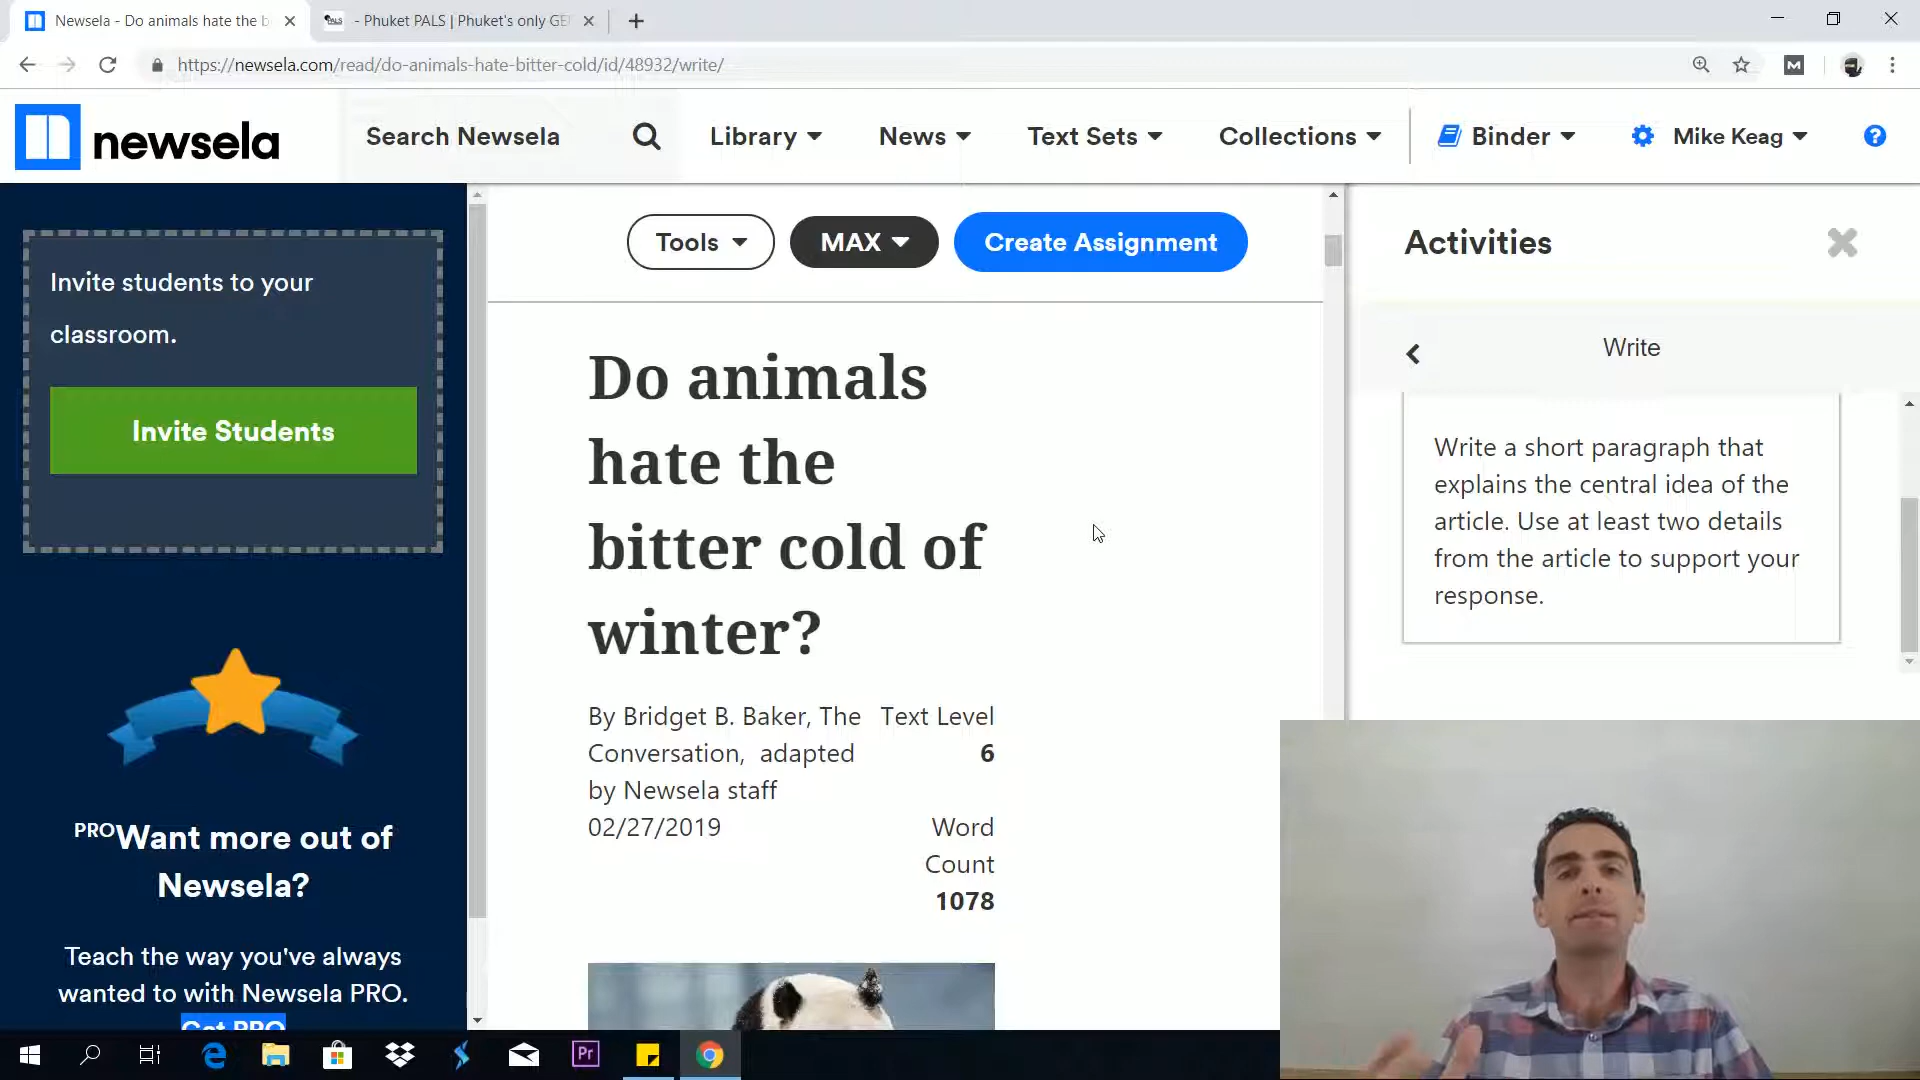 Newsela - Do animals hate the b
- Phuket PALS | Phuket's only GE
https://newsela.com/read/do-animals-hate-bitter-cold/id/48932/write/
newsela
Search Newsela
Library
News
Text Sets
Collections
Binder
Mike Keag
Invite students to your
classroom.
Invite Students
PROWant more out of
Newsela?
Teach the way you've always
wanted to with Newsela PRO.
Get PRO
Tools
MAX
Create Assignment
Do animals
hate the
bitter cold of
winter?
By Bridget B. Baker, The
Conversation, adapted
by Newsela staff
02/27/2019
Text Level
6
Word
Count
1078
Activities
Write
Write a short paragraph that
explains the central idea of the
article. Use at least two details
from the article to support your
response.